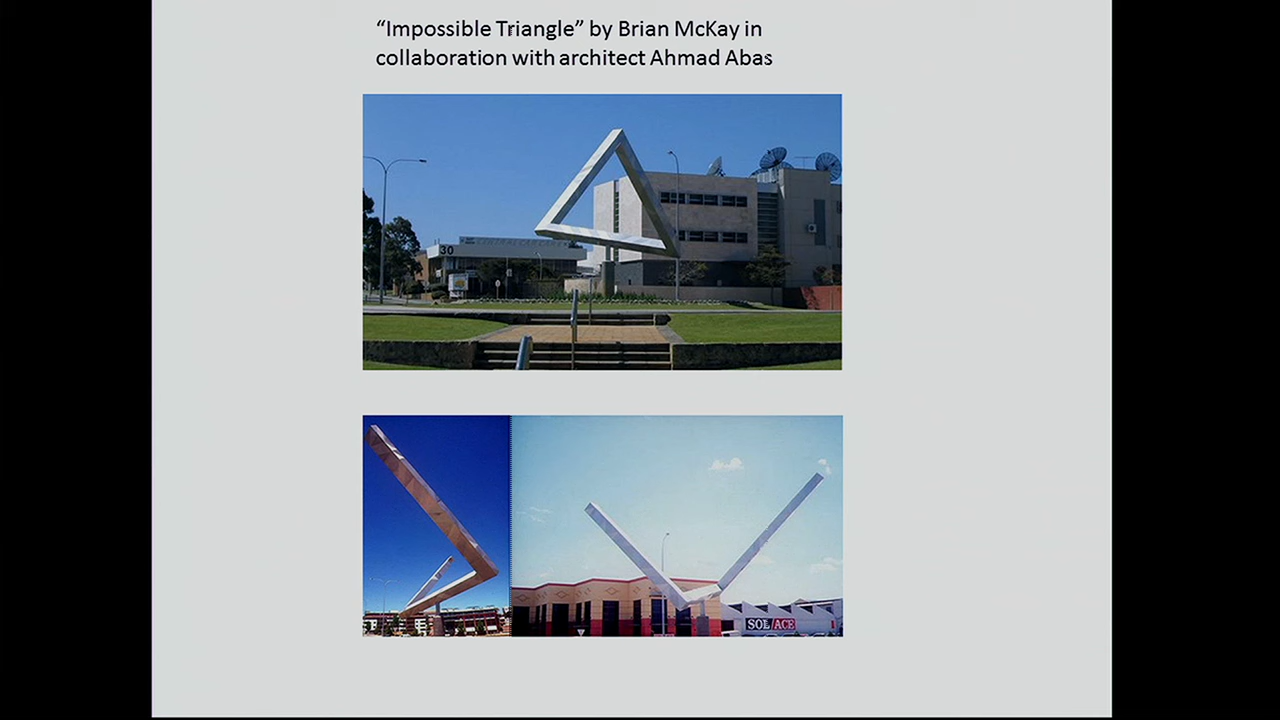 “Impossible Triangle” by Brian McKay in
collaboration with architect Ahmad Abas
30
SOL/ACE